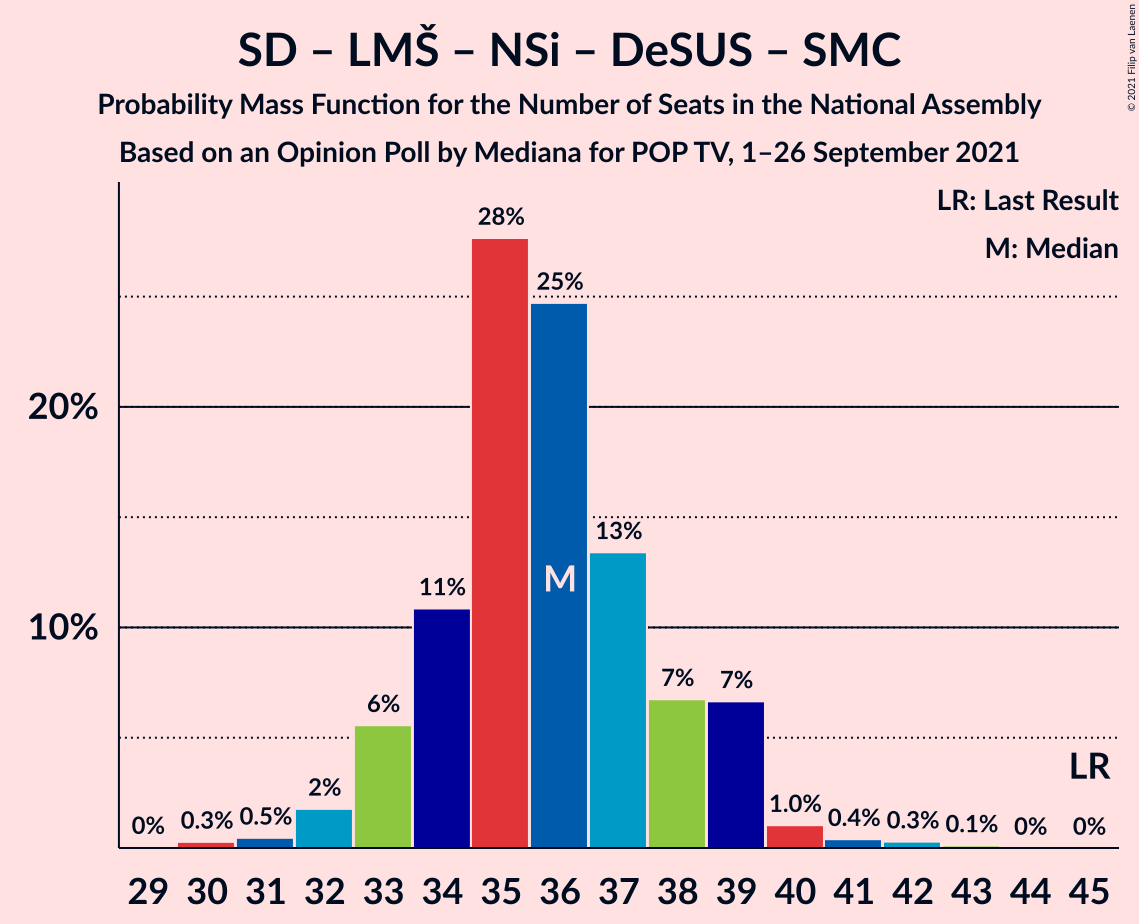 SD – LMŠ – NSi – DeSUS – SMC
Probability Mass Function for the Number of Seats in the National Assembly
Based on an Opinion Poll by Mediana for POP TV, 1–26 September 2021
© 2021 Filip van Laenen
LR: Last Result
M: Median
28%
25%
20%
13%
M
11%
10%
7%
7%
6%
LR
2%
0%
0.3%
0.5%
1.0%
0.4%
0.3%
0.1%
0%
0%
29 30 31 32 33 34 35 36 37 38 39 40 41 42 43 44 45